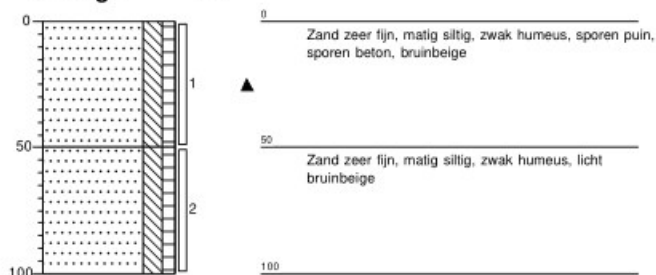 0
0
Zand zeer fijn, matig siltig, zwak humeus, sporen puin,
sporen beton, bruinbeige
1
50
50
Zand zeer fijn, matig siltig, zwak humeus, licht
bruinbeige
2
100
100